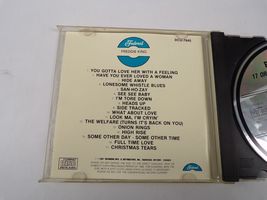 Federal
FREDDIE KING
YOU GOTTA LOVE HER WITH A FEELING
HAVE YOU EVER LOVED A WOMAN
HIDE AWAY
LONESOME WHISTLE BLUES
SAN-HO-ZAY
SEE SEE BABY
I'M TORE DOWN
HEADS UP
SIDE TRACKED
WHAT ABOUT LOVE
LOOK MA, I'M CRYIN'
THE WELFARE (TURNS IT'S BACK ON YOU)
ONION RINGS
HIGH RISE
SOME OTHER DAY - SOME OTHER TIME
FULL TIME LOVE
CHRISTMAS TEARS
Federal
17 OR